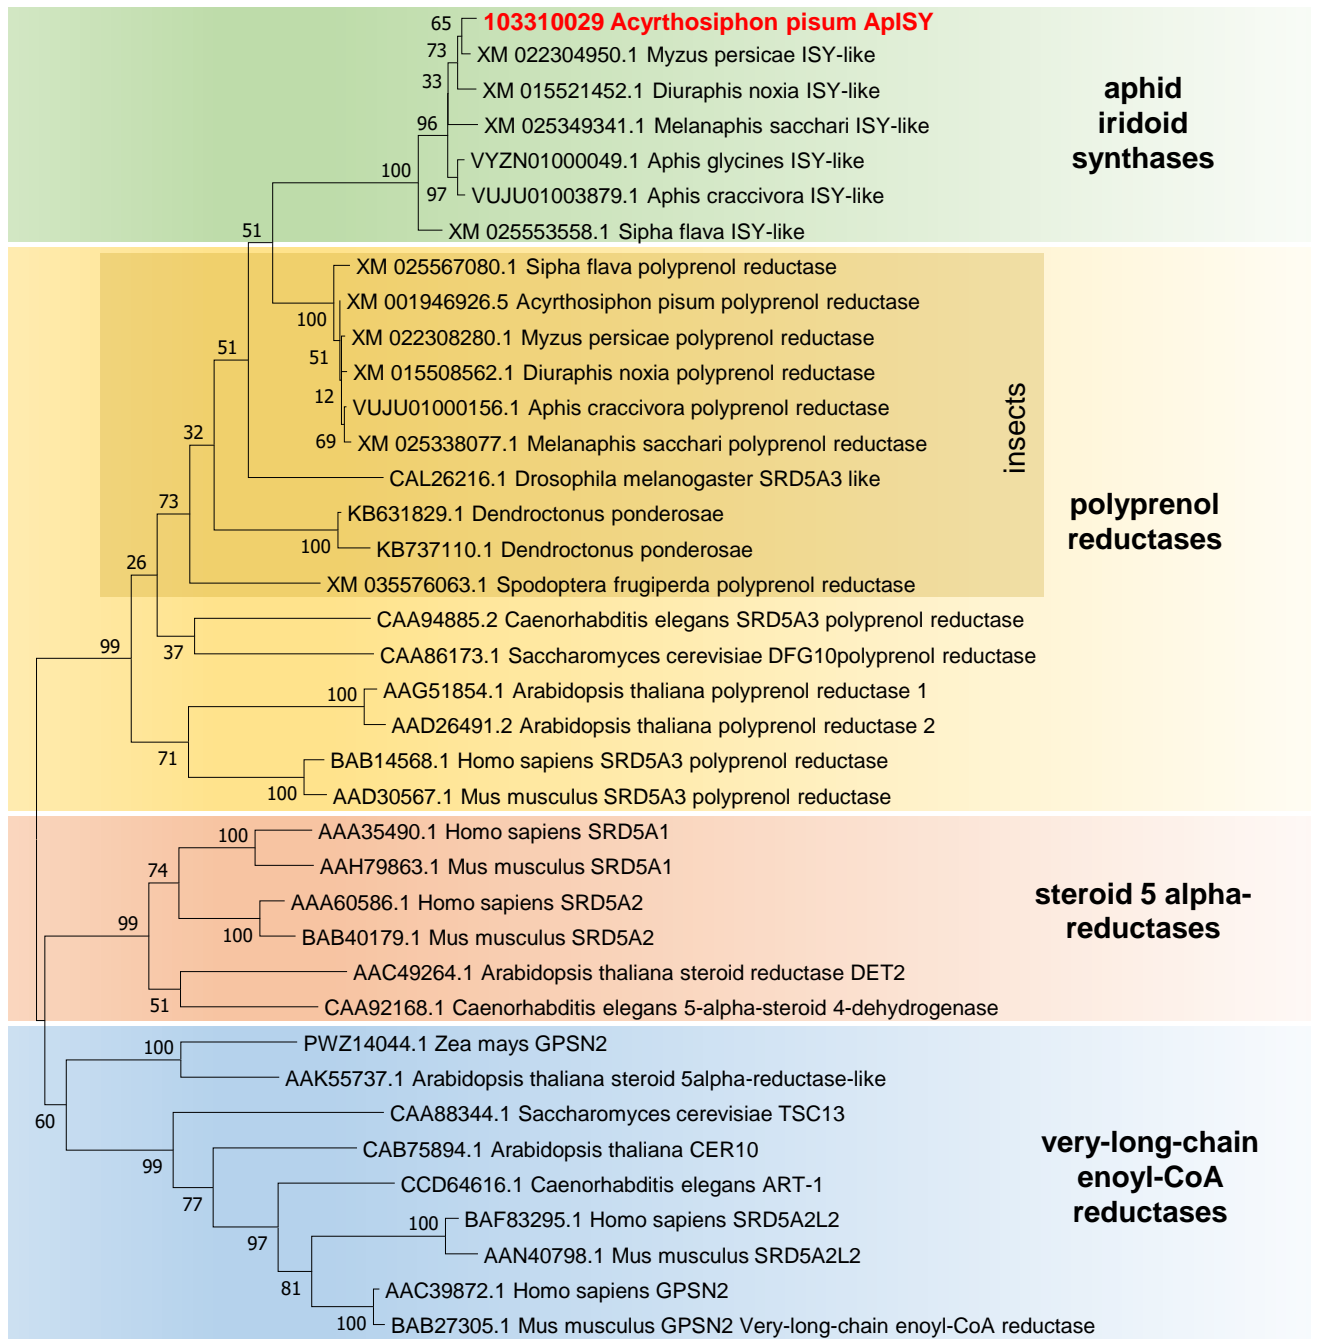 65
103310029 Acyrthosiphon pisum ApISY
73
XM 022304950.1 Myzus persicae ISY-like
33
XM 015521452.1 Diuraphis noxia ISY-like
96
XM 025349341.1 Melanaphis sacchari ISY-like
VYZN01000049.1 Aphis glycines ISY-like
100
97
VUJU01003879.1 Aphis craccivora ISY-like
XM 025553558.1 Sipha flava ISY-like
aphid
iridoid
synthases
51
XM 025567080.1 Sipha flava polyprenol reductase
XM 001946926.5 Acyrthosiphon pisum polyprenol reductase
100
XM 022308280.1 Myzus persicae polyprenol reductase
51
51
XM 015508562.1 Diuraphis noxia polyprenol reductase
12
VUJU01000156.1 Aphis craccivora polyprenol reductase
69
XM 025338077.1 Melanaphis sacchari polyprenol reductase
32
CAL26216.1 Drosophila melanogaster SRD5A3 like
73
KB631829.1 Dendroctonus ponderosae
100
KB737110.1 Dendroctonus ponderosae
26
XM 035576063.1 Spodoptera frugiperda polyprenol reductase
insects
CAA94885.2 Caenorhabditis elegans SRD5A3 polyprenol reductase
99
37
CAA86173.1 Saccharomyces cerevisiae DFG10polyprenol reductase
100
AAG51854.1 Arabidopsis thaliana polyprenol reductase 1
AAD26491.2 Arabidopsis thaliana polyprenol reductase 2
71
BAB14568.1 Homo sapiens SRD5A3 polyprenol reductase
100
AAD30567.1 Mus musculus SRD5A3 polyprenol reductase
polyprenol
reductases
100
AAA35490.1 Homo sapiens SRD5A1
AAH79863.1 Mus musculus SRD5A1
74
AAA60586.1 Homo sapiens SRD5A2
99
100
BAB40179.1 Mus musculus SRD5A2
AAC49264.1 Arabidopsis thaliana steroid reductase DET2
51
CAA92168.1 Caenorhabditis elegans 5-alpha-steroid 4-dehydrogenase
steroid 5 alpha-
reductases
100
PWZ14044.1 Zea mays GPSN2
AAK55737.1 Arabidopsis thaliana steroid 5alpha-reductase-like
60
CAA88344.1 Saccharomyces cerevisiae TSC13
CAB75894.1 Arabidopsis thaliana CER10
99
CCD64616.1 Caenorhabditis elegans ART-1
77
100
BAF83295.1 Homo sapiens SRD5A2L2
97
AAN40798.1 Mus musculus SRD5A2L2
81
AAC39872.1 Homo sapiens GPSN2
100
BAB27305.1 Mus musculus GPSN2 Very-long-chain enoyl-CoA reductase
very-long-chain
enoyl-CoA
reductases